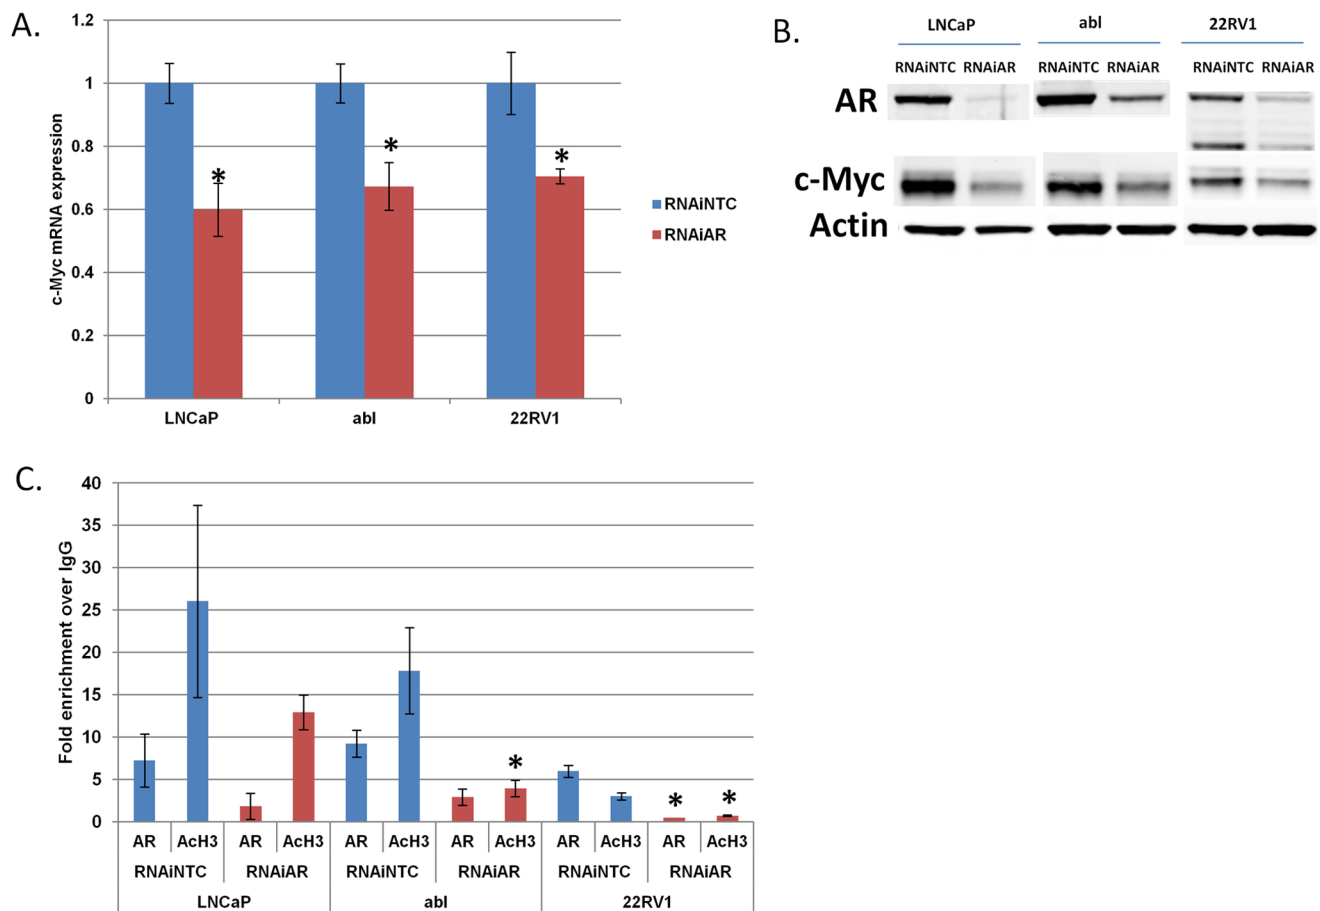 A.
c-Myc mRNA expression
1.2
1
0.8
0.6
0.4
0.2
0
*
*
*
LNCaP
abl
22RV1
RNAiNTC
RNAiAR
B.
LNCaP
abl
22RV1
RNAiNTC RNAiAR
RNAiNTC RNAiAR
RNAiNTC RNAiAR
AR
c-Myc
Actin
C.
Fold enrichment over IgG
40
35
30
25
20
15
10
5
0
*
*
*
AR AcH3 AR AcH3 AR AcH3 AR AcH3 AR AcH3 AR AcH3
RNAiNTC RNAiAR RNAiNTC RNAiAR RNAiNTC RNAiAR
LNCaP abl 22RV1